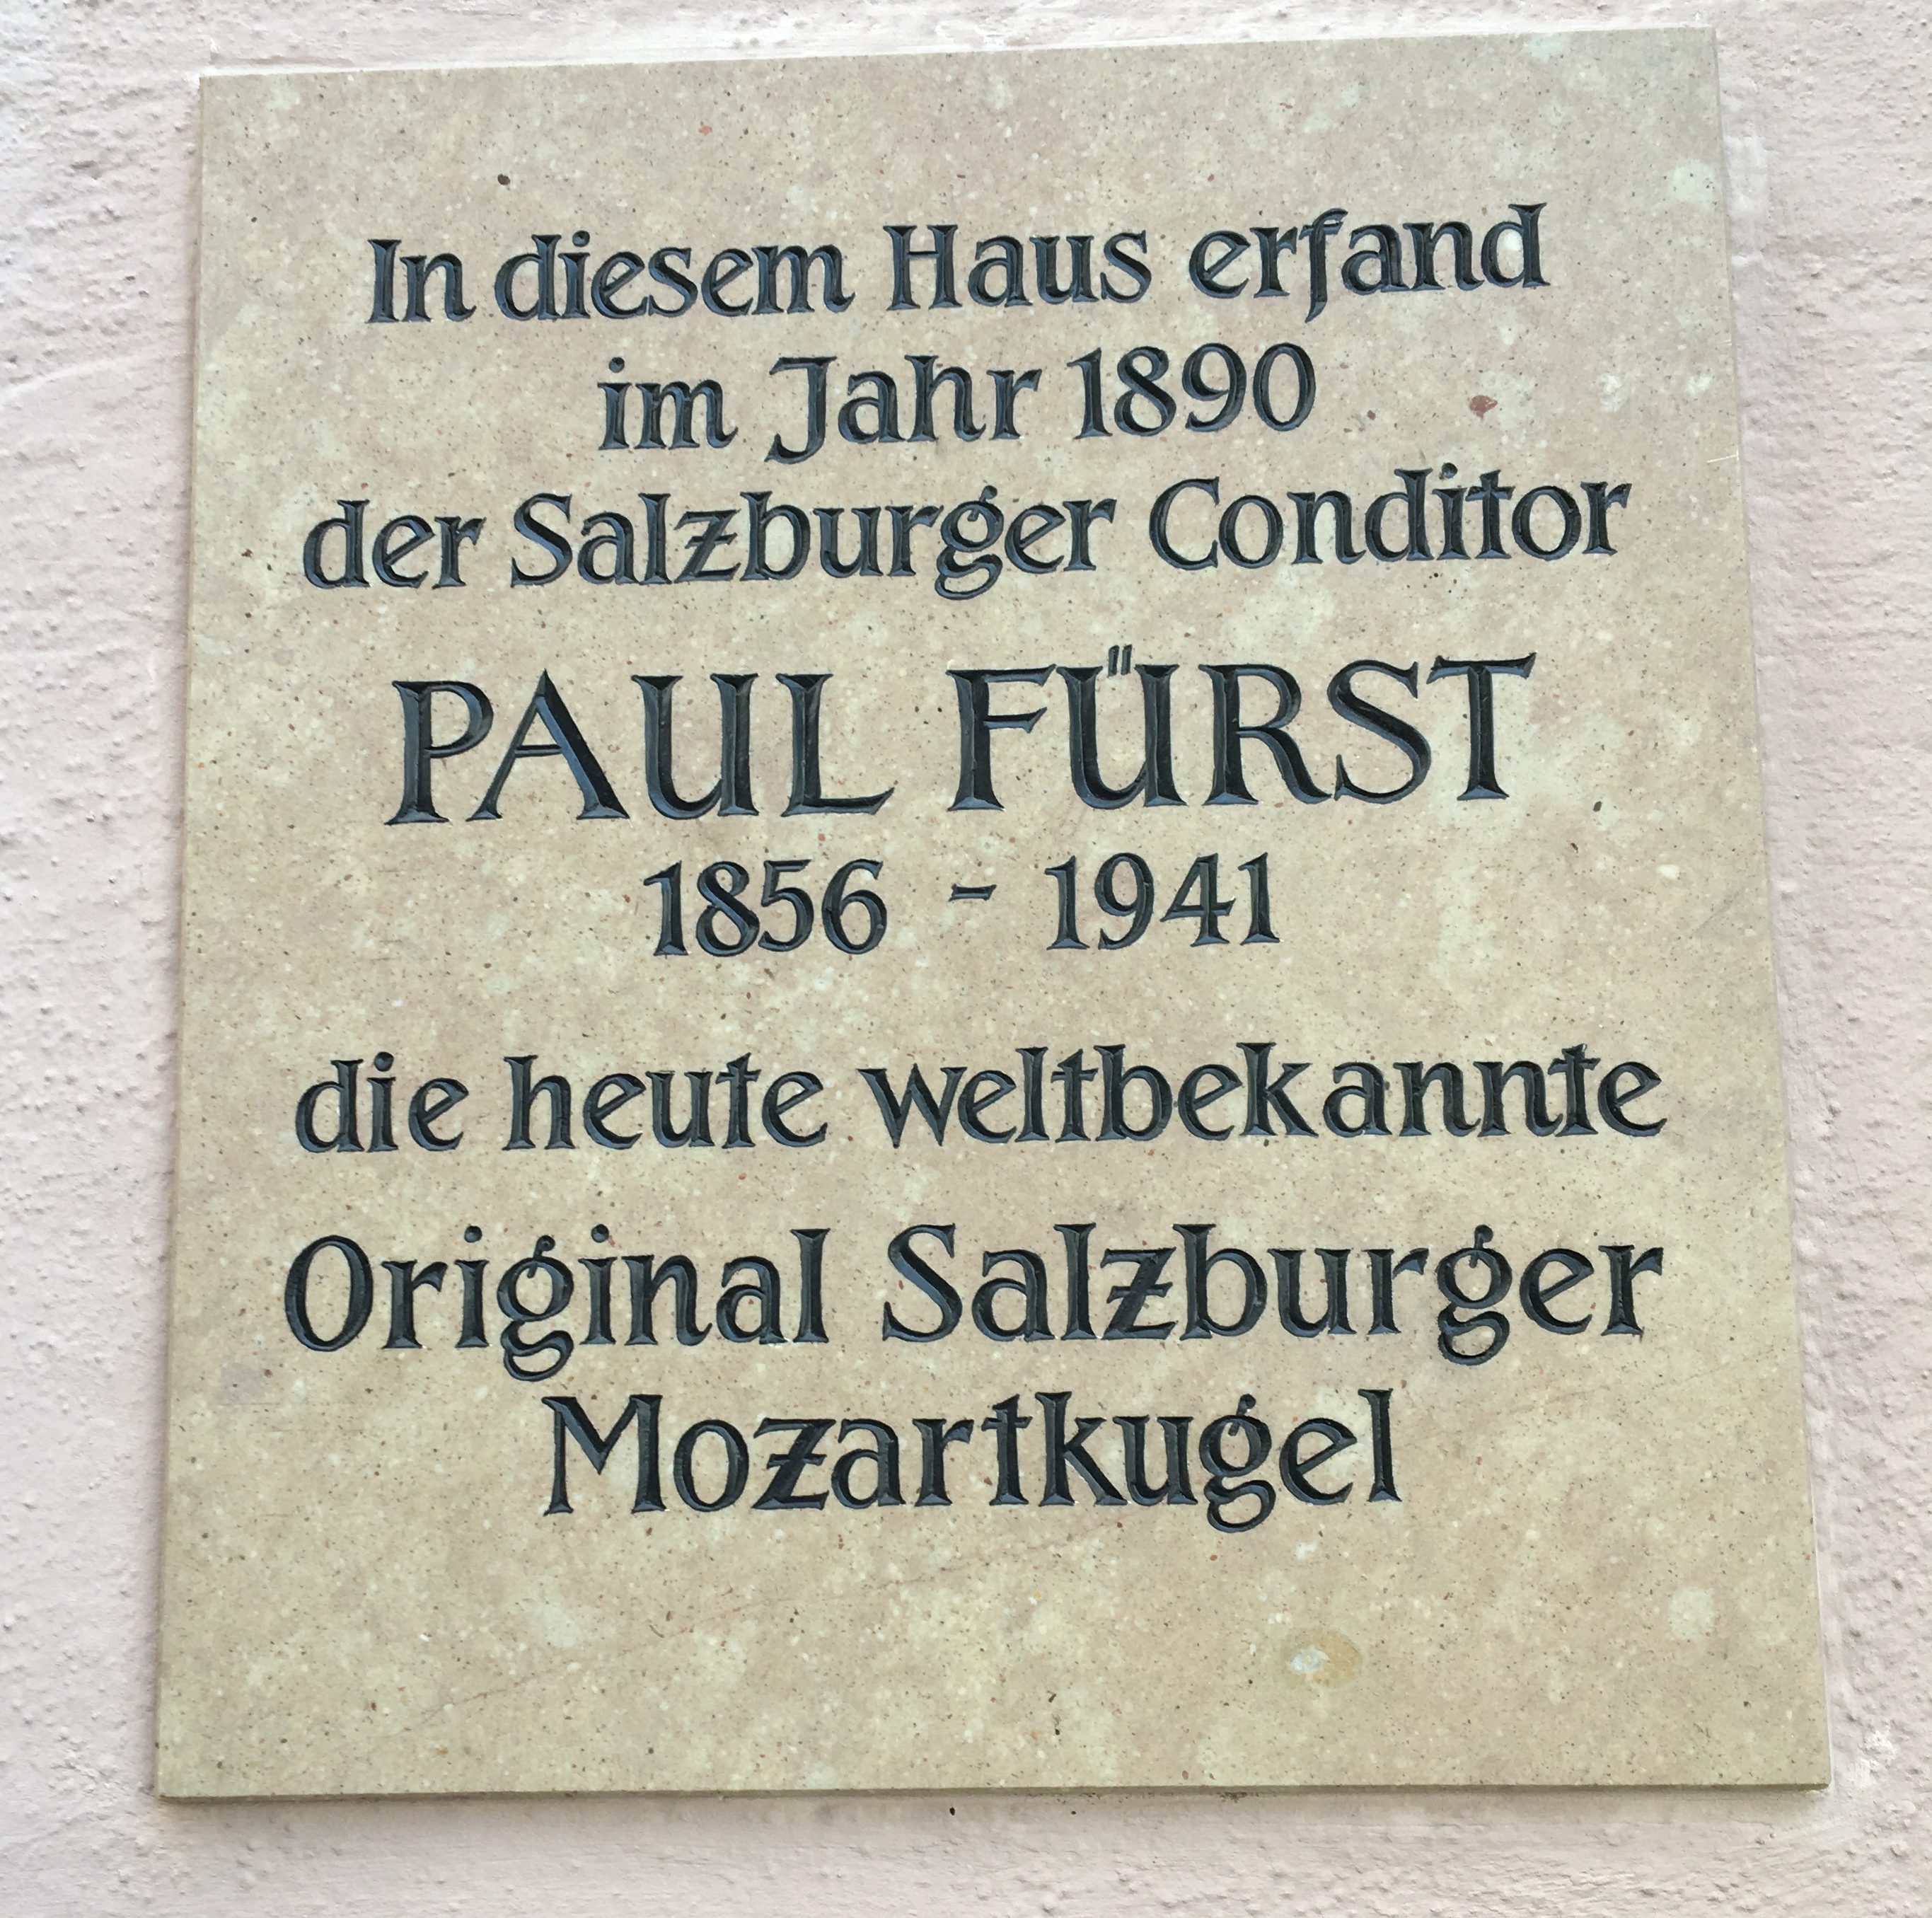 In diesem Haus erfand
im Jahr 1890
der Salzburger Conditor
PAUL FÜRST
1856 - 1941
die heute weltbekannte
Original Salzburger
Mozartkugel